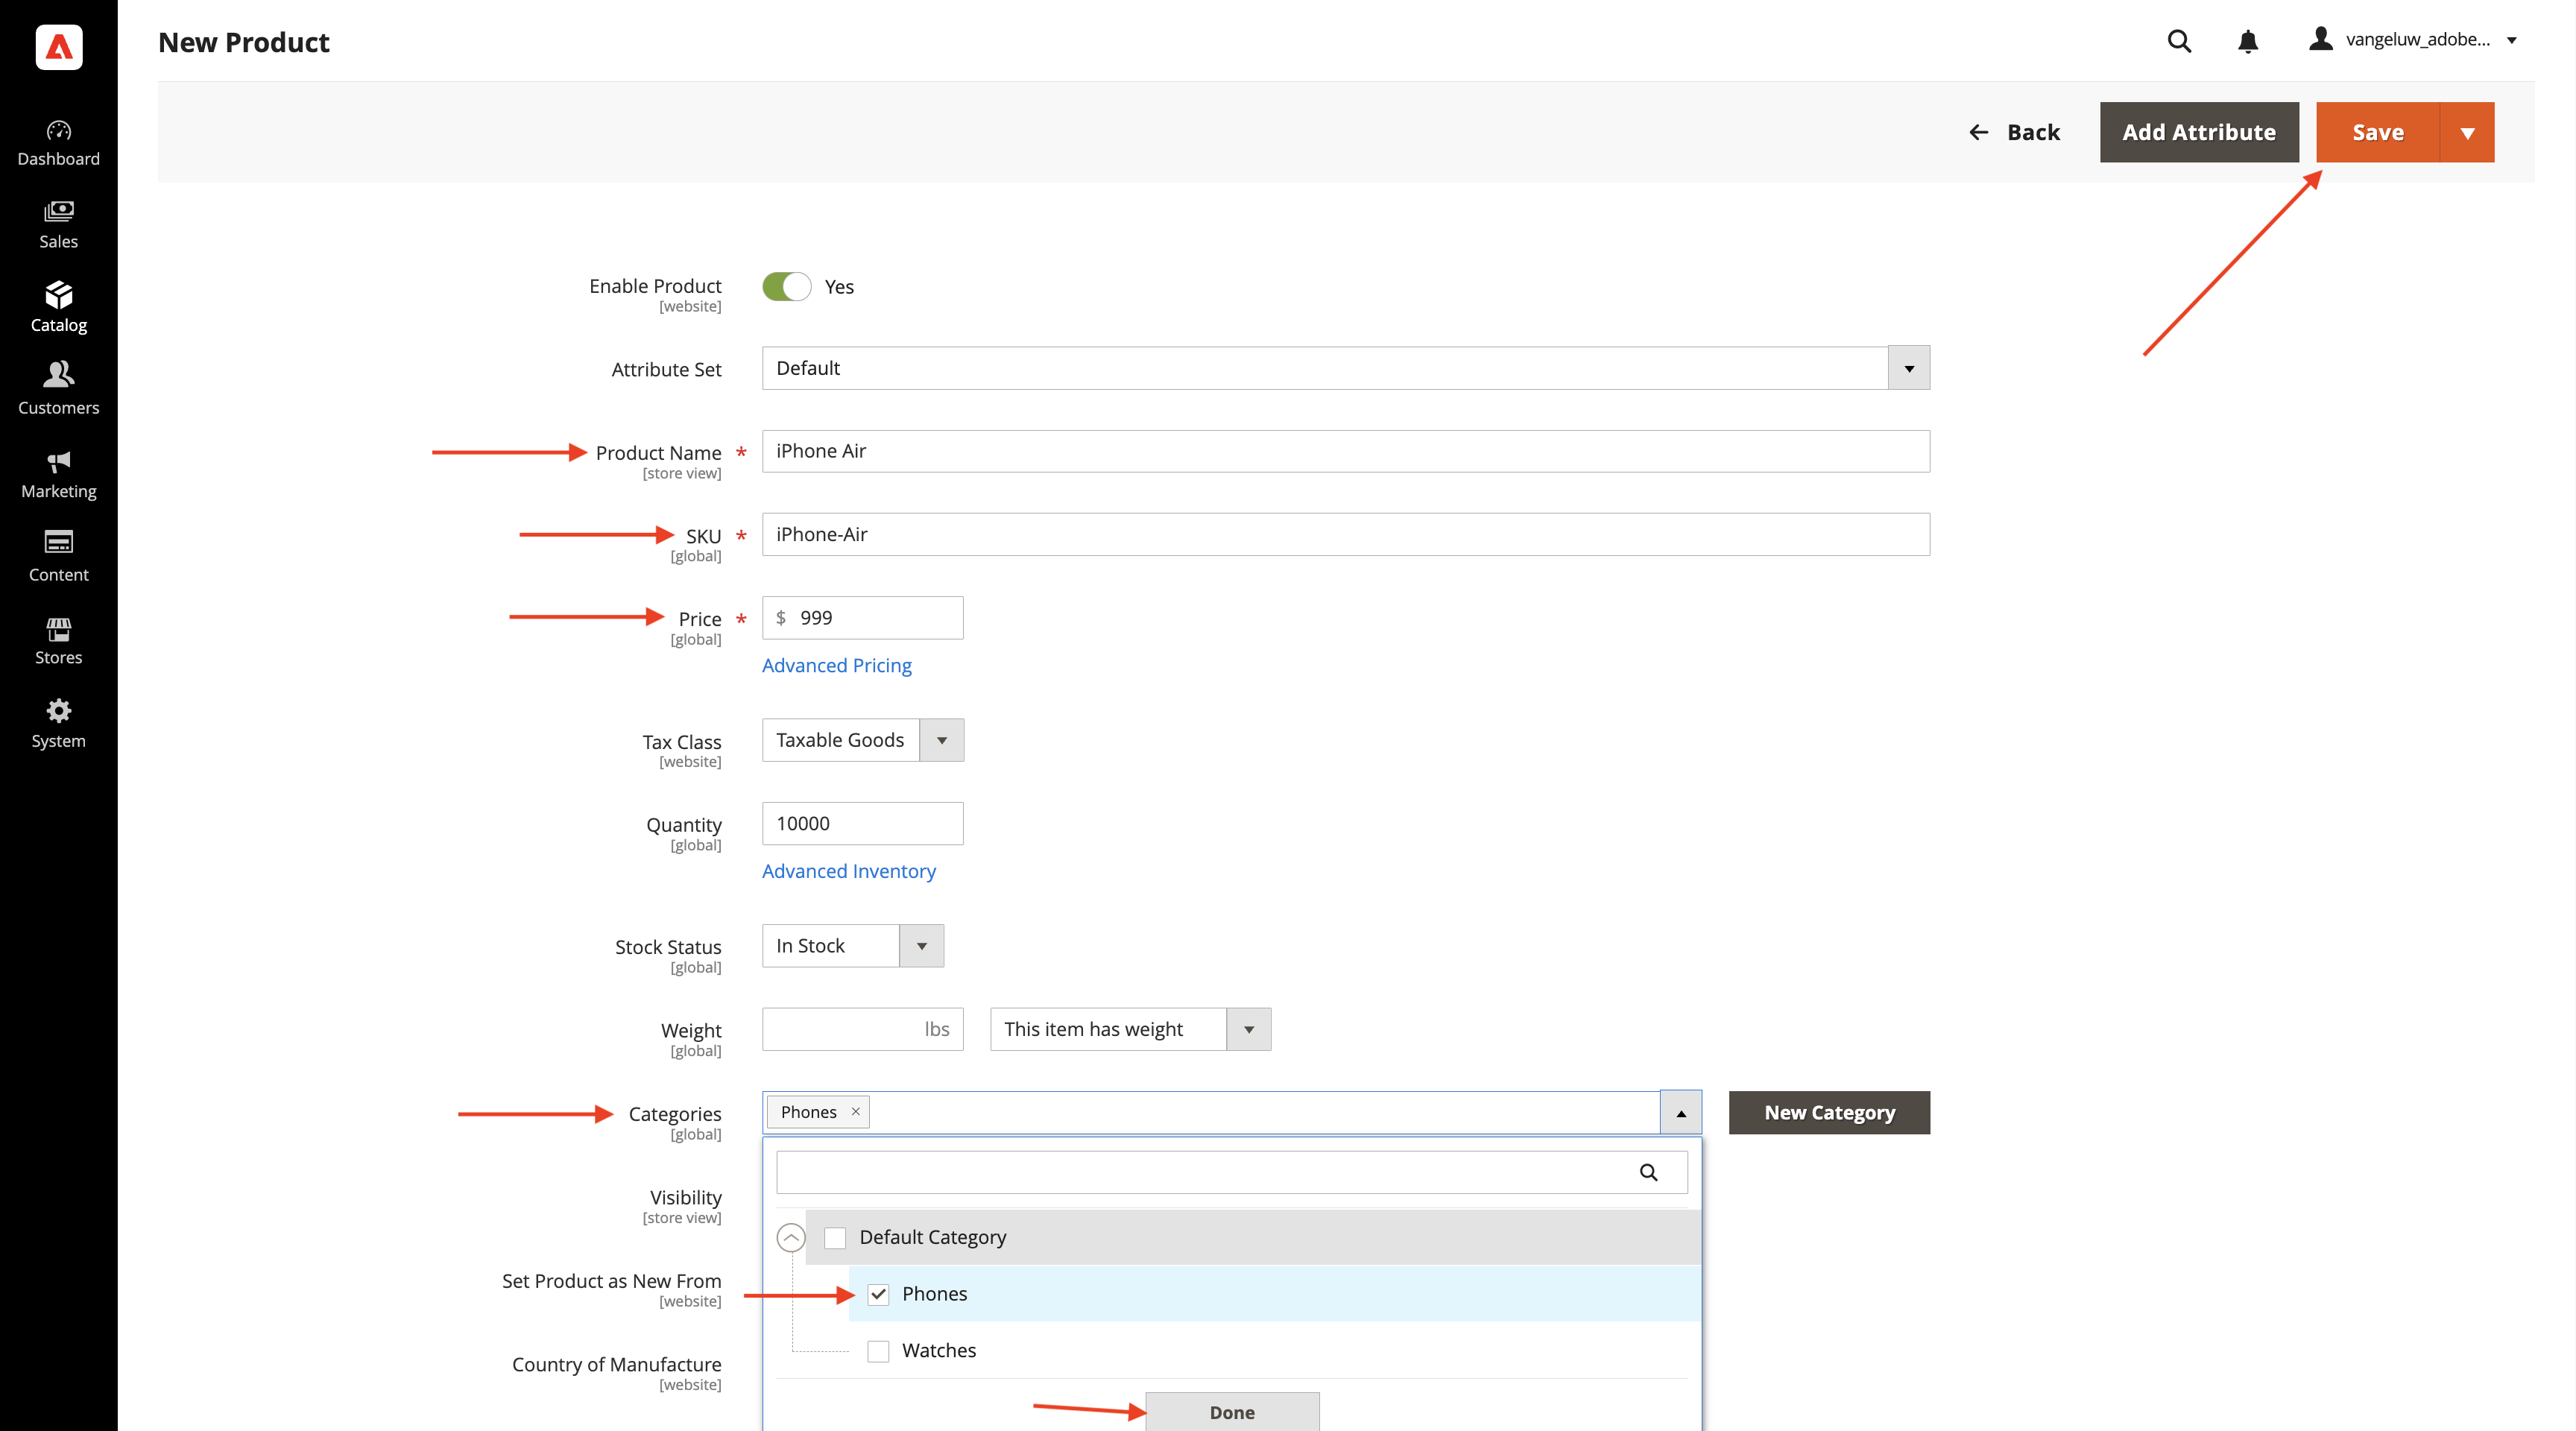 New Product
vangeluw_adobe...
Back
Add Attribute
Save
Dashboard
Sales
Catalog
Customers
Marketing
Content
Stores
System
Enable Product
[website]
Yes
Attribute Set
Default
Product Name *
[store view]
iPhone Air
SKU *
[global]
iPhone-Air
Price *
[global]
$ 999
Advanced Pricing
Tax Class
[website]
Taxable Goods
Quantity
[global]
10000
Advanced Inventory
Stock Status
[global]
In Stock
Weight
[global]
lbs
This item has weight
Categories
[global]
Phones ×
New Category
Visibility
[store view]
Default Category
Set Product as New From
[website]
Phones
Watches
Country of Manufacture
[website]
Done